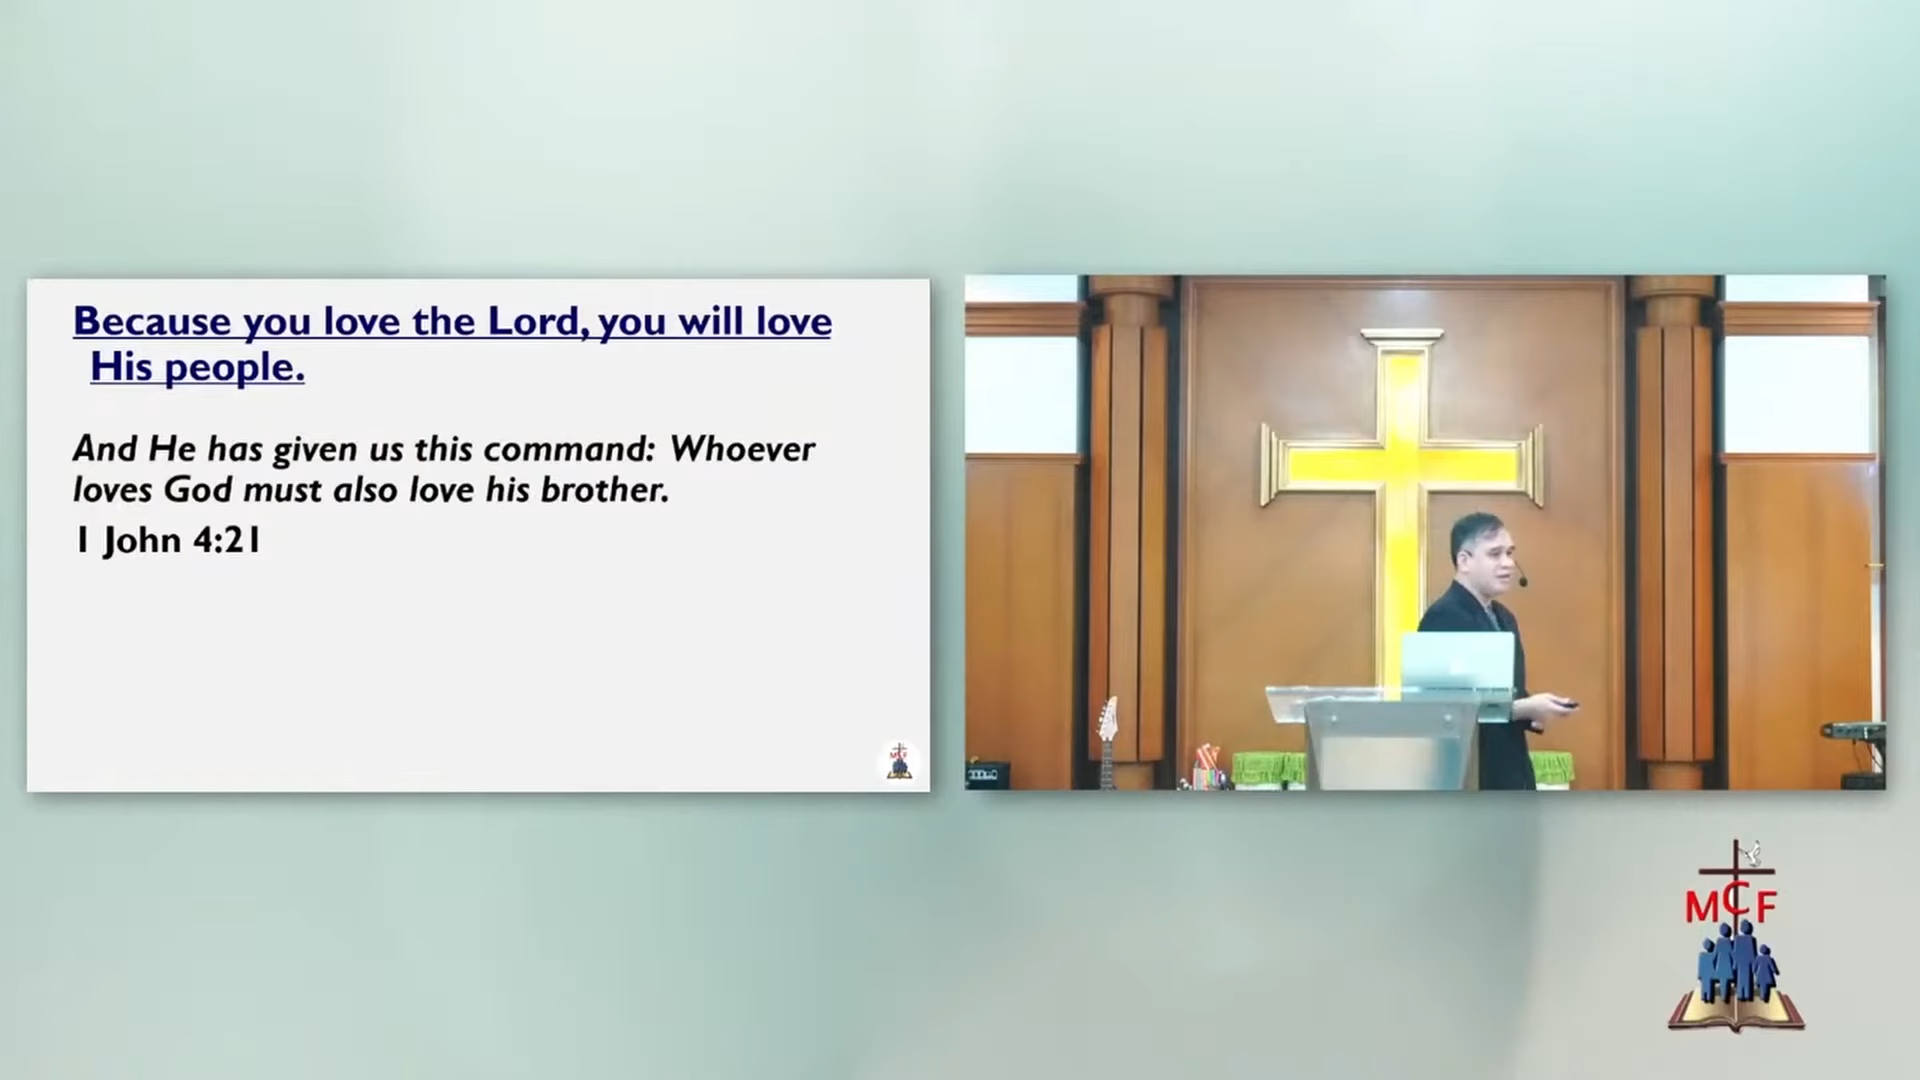 Because you love the Lord, you will love
His people.
And He has given us this command: Whoever
loves God must also love his brother.
1 John 4:21
MCF
MCF